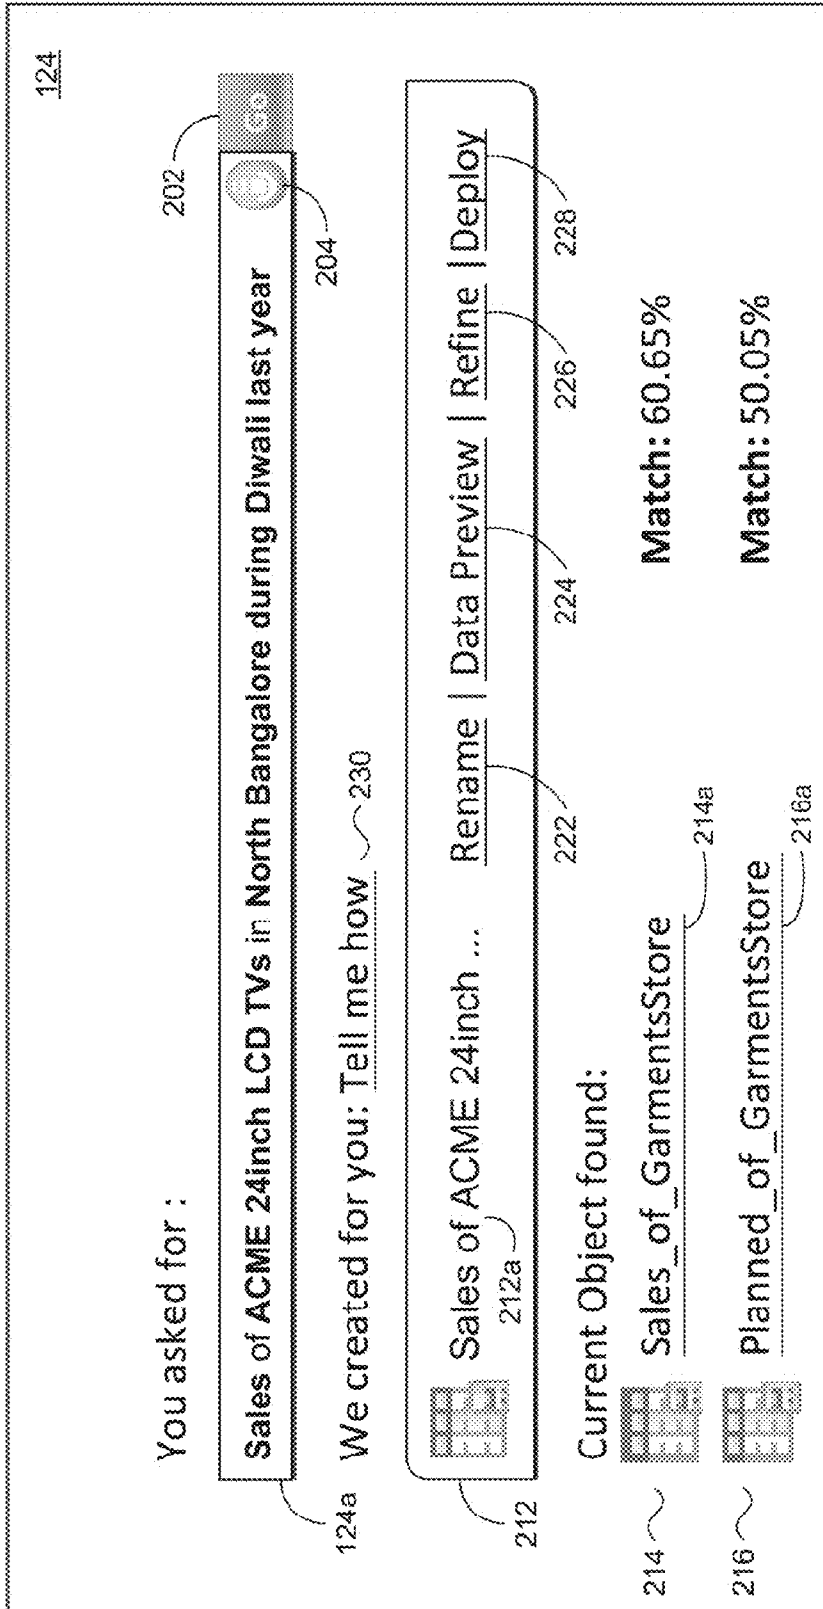 124
You asked for :
202
Sales of ACME 24inch LCD TVs in North Bangalore during Diwali last year Go
124a
204
We created for you: Tell me how 230
212
Sales of ACME 24inch ... Rename | Data Preview | Refine | Deploy
212a
222 224 226 228
Current Object found:
214 Sales_of_GarmentsStore Match: 60.65%
214a
216 Planned_of_GarmentsStore Match: 50.05%
216a